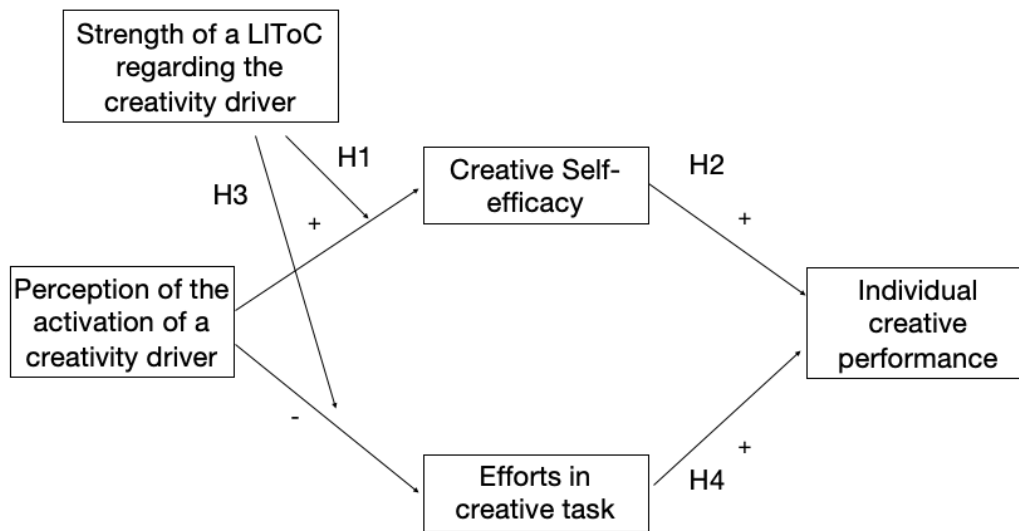 Strength of a LIToC
regarding the
creativity driver
H1
H3
+
Creative Self-
efficacy
H2
+
Perception of the
activation of a
creativity driver
-
Individual
creative
performance
Efforts in
creative task
+
H4